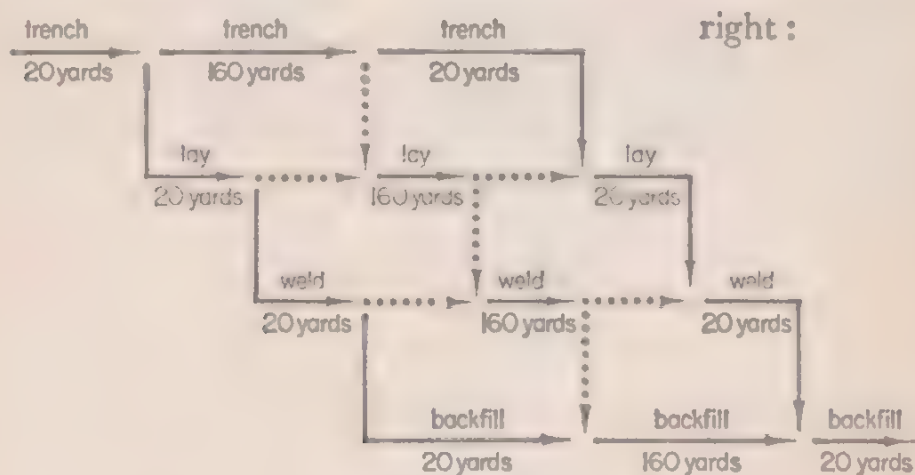 right :
trench trench trench
20 yards 160 yards 20 yards
lay lay lay
20 yards 160 yards 20 yards
weld weld weld
20 yards 160 yards 20 yards
backfill backfill backfill
20 yards 160 yards 20 yards